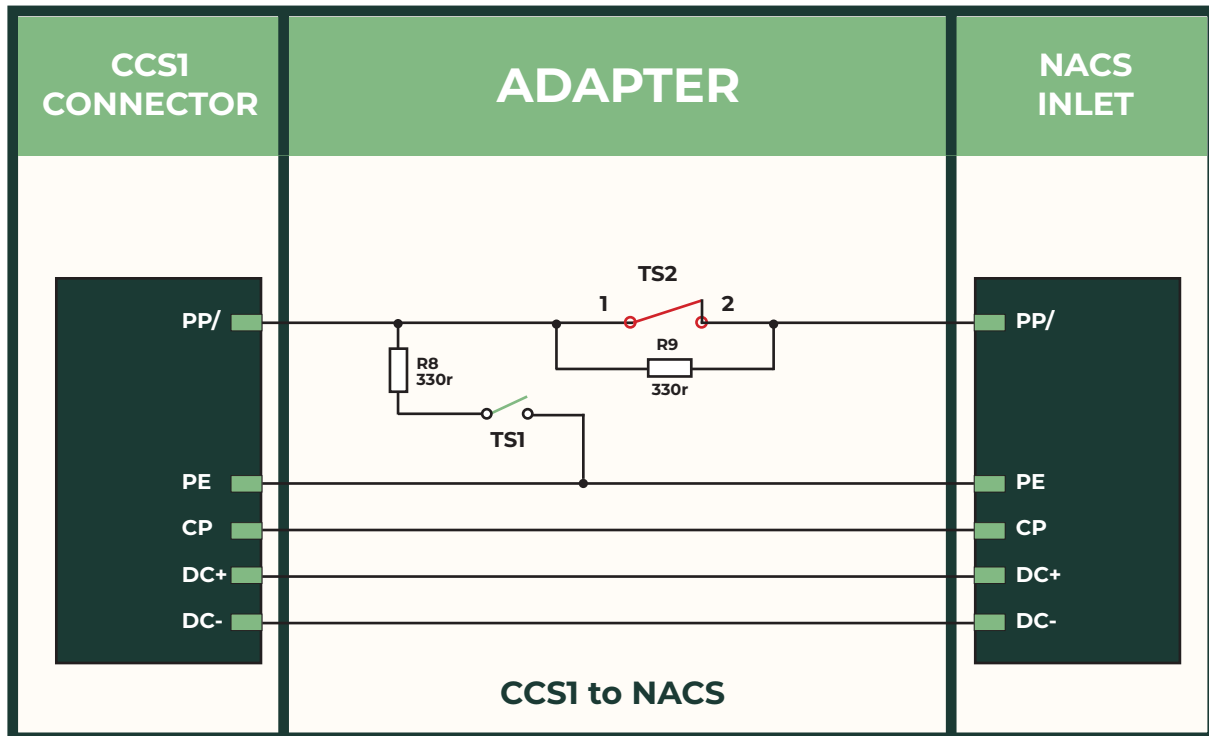 CCS1
CONNECTOR
ADAPTER
NACS
INLET
TS2
1
2
PP/
PP/
R8
330r
R9
330r
TS1
PE
PE
CP
CP
DC+
DC+
DC-
DC-
CCS1 to NACS